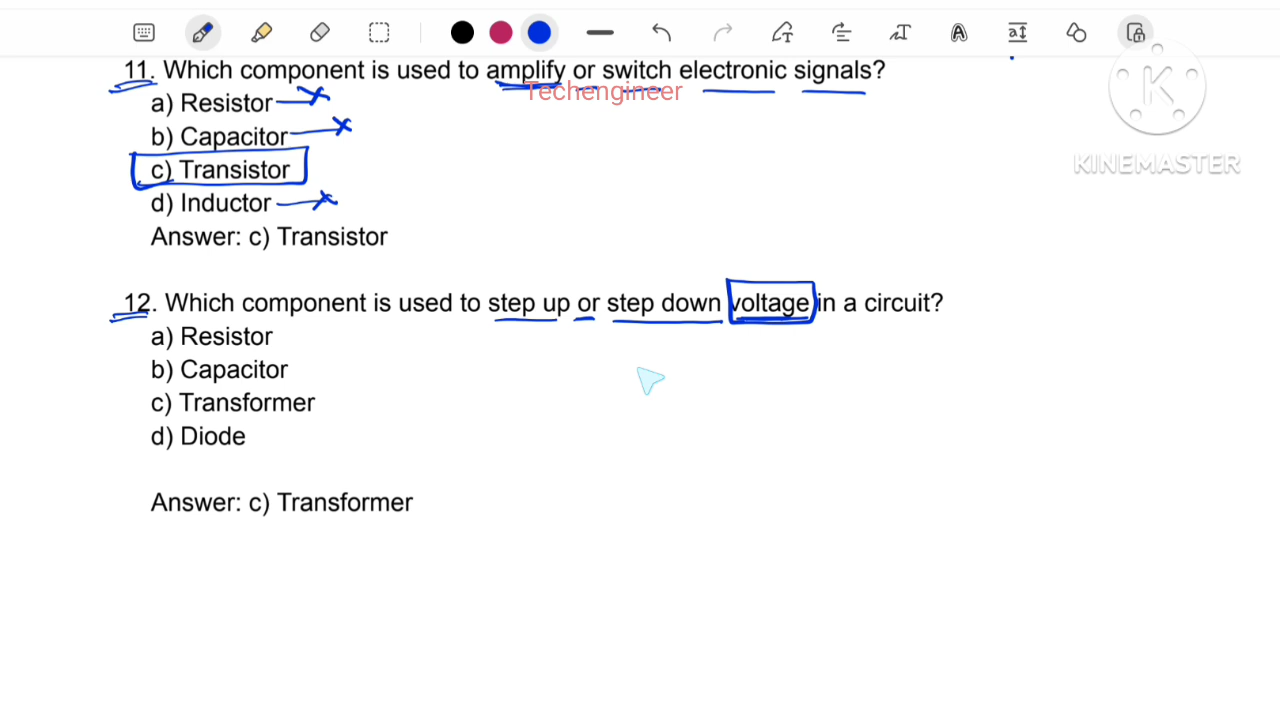 11. Which component is used to amplify or switch electronic signals?
Techengineer
a) Resistor
b) Capacitor
c) Transistor
d) Inductor
Answer: c) Transistor
K
KINEMASTER
12. Which component is used to step up or step down voltage in a circuit?
a) Resistor
b) Capacitor
c) Transformer
d) Diode
Answer: c) Transformer